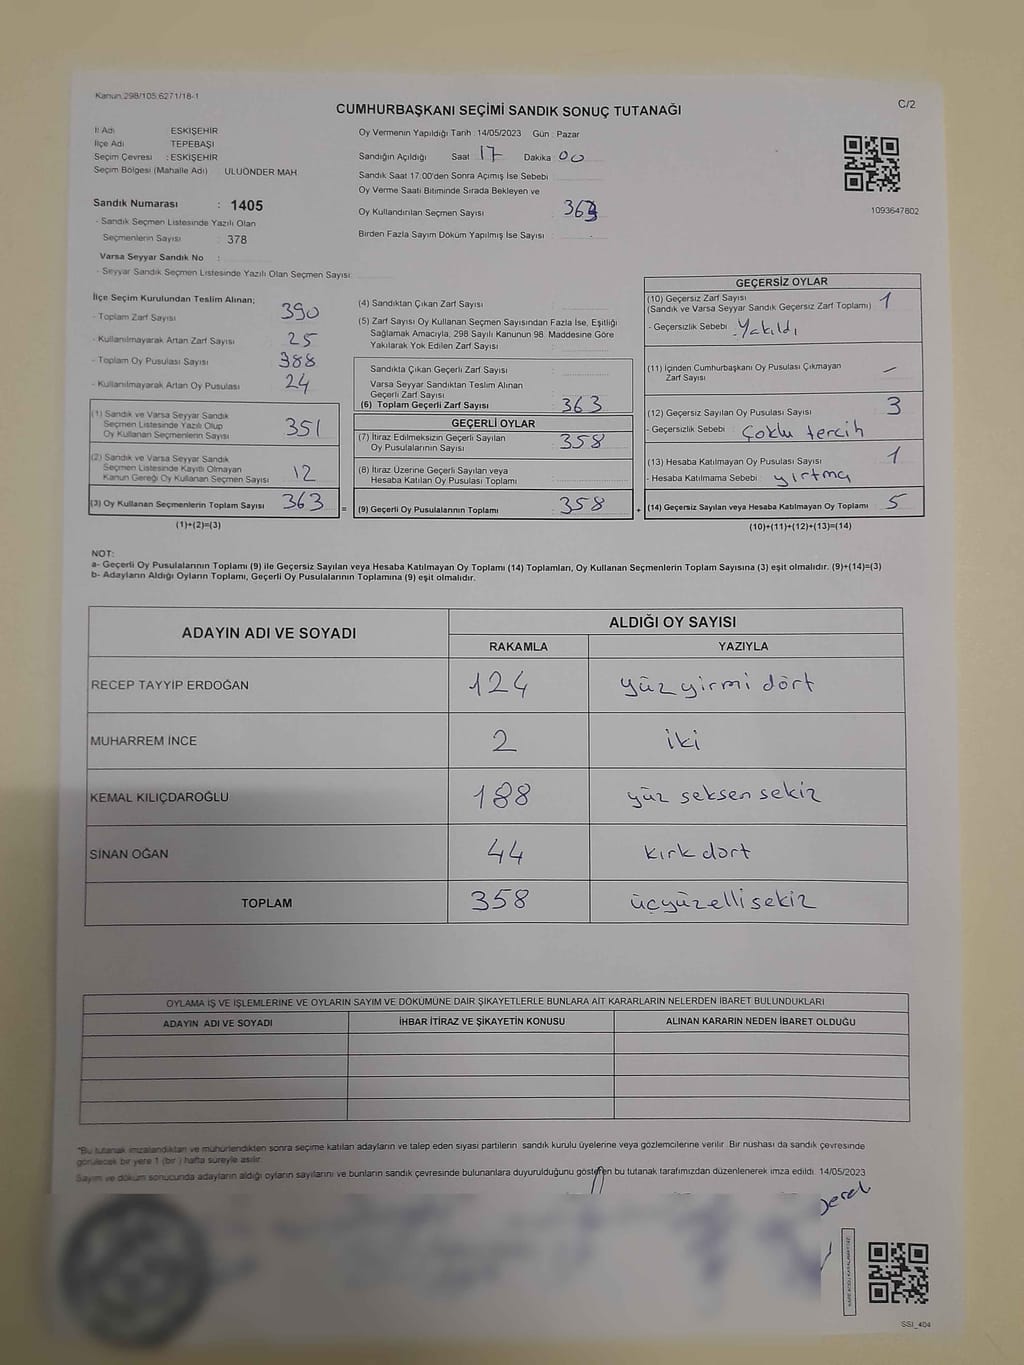 Kanun.298/105.6271/18-1
CUMHURBAŞKANI SEÇİMİ SANDIK SONUÇ TUTANAĞI
C/2
İl Adı ESKİŞEHİR
İlçe Adı TEPEBAŞI
Seçim Çevresi : ESKİŞEHİR
Seçim Bölgesi (Mahalle Adı) ULUÖNDER MAH
Oy Vermenin Yapıldığı Tarih : 14/05/2023 Gün : Pazar
Sandığın Açıldığı Saat 17 Dakika 00
Sandık Saat 17:00'den Sonra Açımış İse Sebebi
Oy Verme Saati Bitiminde Sırada Bekleyen ve
Oy Kullandırılan Seçmen Sayısı 363
Birden Fazla Sayım Döküm Yapılmış İse Sayısı :
1093647802
Sandık Numarası : 1405
- Sandık Seçmen Listesinde Yazılı Olan
Seçmenlerin Sayısı : 378
Varsa Seyyar Sandık No :
- Seyyar Sandık Seçmen Listesinde Yazılı Olan Seçmen Sayısı
İlçe Seçim Kurulundan Teslim Alınan;
- Toplam Zarf Sayısı 390
- Kullanılmayarak Artan Zarf Sayısı 25
- Toplam Oy Pusulası Sayısı 388
- Kullanılmayarak Artan Oy Pusulası 24
(1) Sandık ve Varsa Seyyar Sandık
Seçmen Listesinde Yazılı Olup
Oy Kullanan Seçmenlerin Sayısı 351
(2) Sandık ve Varsa Seyyar Sandık
Seçmen Listesinde Kayıtlı Olmayan
Kanun Gereği Oy Kullanan Seçmen Sayısı 12
(3) Oy Kullanan Seçmenlerin Toplam Sayısı 363 =
(1)+(2)=(3)
(4) Sandıktan Çıkan Zarf Sayısı :
(5) Zarf Sayısı Oy Kullanan Seçmen Sayısından Fazla İse, Eşitliği
Sağlamak Amacıyla, 298 Sayılı Kanunun 98. Maddesine Göre
Yakılarak Yok Edilen Zarf Sayısı :
Sandıkta Çıkan Geçerli Zarf Sayısı :
Varsa Seyyar Sandıktan Teslim Alınan
Geçerli Zarf Sayısı :
(6) Toplam Geçerli Zarf Sayısı 363
GEÇERLİ OYLAR
(7) İtiraz Edilmeksizin Geçerli Sayılan
Oy Pusulasının Sayısı 358
(8) İtiraz Üzerine Geçerli Sayılan veya
Hesaba Katılan Oy Pusulası Toplamı
(9) Geçerli Oy Pusulalarının Toplamı 358 +
GEÇERSİZ OYLAR
(10) Geçersiz Zarf Sayısı
(Sandık ve Varsa Seyyar Sandık Geçersiz Zarf Toplamı) 1
- Geçersizlik Sebebi : Yakıldı
(11) İçinden Cumhurbaşkanı Oy Pusulası Çıkmayan
Zarf Sayısı –
(12) Geçersiz Sayılan Oy Pusulası Sayısı 3
- Geçersizlik Sebebi : Çoklu tercih
(13) Hesaba Katılmayan Oy Pusulası Sayısı 1
- Hesaba Katılmama Sebebi : yırtma
(14) Geçersiz Sayılan veya Hesaba Katılmayan Oy Toplamı 5
(10)+(11)+(12)+(13)=(14)
NOT:
a- Geçerli Oy Pusulalarının Toplamı (9) ile Geçersiz Sayılan veya Hesaba Katılmayan Oy Toplamı (14) Toplamları, Oy Kullanan Seçmenlerin Toplam Sayısına (3) eşit olmalıdır. (9)+(14)=(3)
b- Adayların Aldığı Oyların Toplamı, Geçerli Oy Pusulalarının Toplamına (9) eşit olmalıdır.
ADAYIN ADI VE SOYADI ALDIĞI OY SAYISI
RAKAMLA YAZIYLA
RECEP TAYYİP ERDOĞAN 124 yüz yirmi dört
MUHARREM İNCE 2 iki
KEMAL KILIÇDAROĞLU 188 yüz seksen sekiz
SİNAN OĞAN 44 kırk dört
TOPLAM 358 üçyüzellisekiz
OYLAMA İŞ VE İŞLEMLERİNE VE OYLARIN SAYIM VE DÖKÜMÜNE DAİR ŞİKAYETLERLE BUNLARA AİT KARARLARIN NELERDEN İBARET BULUNDUKLARI
ADAYIN ADI VE SOYADI İHBAR İTİRAZ VE ŞİKAYETİN KONUSU ALINAN KARARIN NEDEN İBARET OLDUĞU
*Bu tutanak imzalandıktan ve mühürlendikten sonra seçime katılan adayların ve talep eden siyasi partilerin sandık kurulu üyelerine veya gözlemcilerine verilir. Bir nüshası da sandık çevresinde
görülecek bir yere 1 (bir) hafta süreyle asılır.
Sayım ve döküm sonucunda adayların aldığı oyların sayılarını ve bunların sandık çevresinde bulunanlara duyurulduğunu gösteren bu tutanak tarafımızdan düzenlenerek imza edildi. 14/05/2023
SSI_404